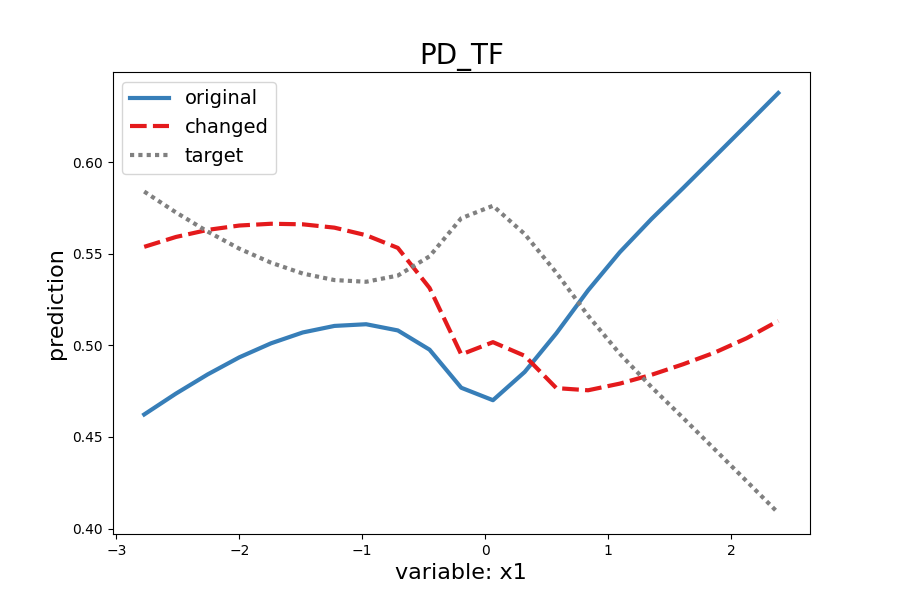 PD_TF
original
changed
target
0.60
0.55
0.50
0.45
0.40
prediction
−3
−2
−1
0
1
2
variable: x1